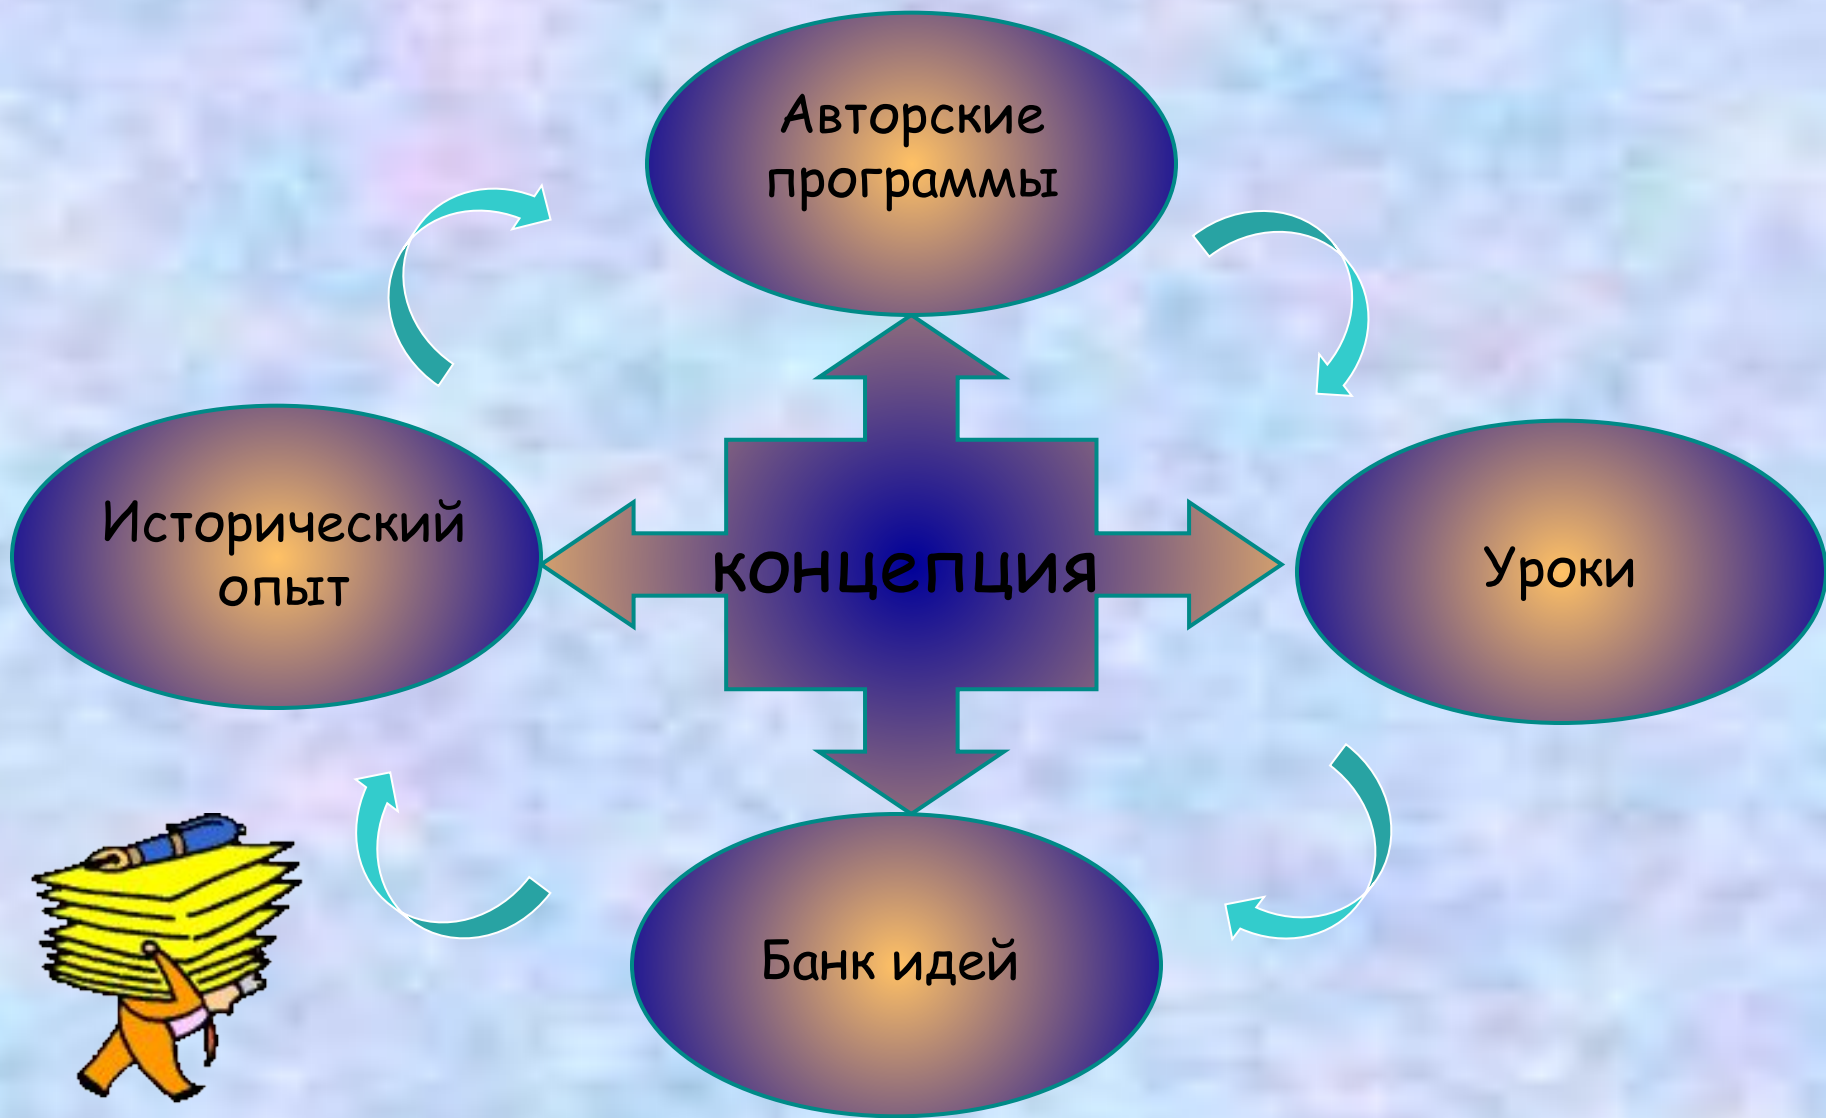 Авторские
программы
Исторический
опыт
концепция
Уроки
Банк идей